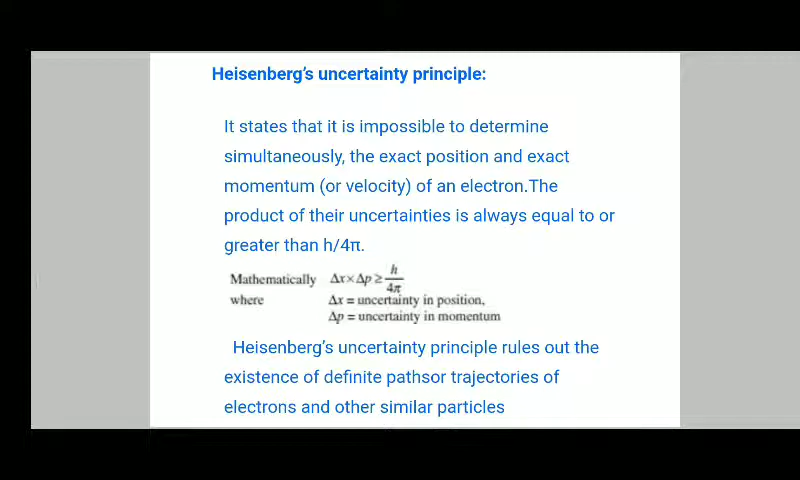 Heisenberg's uncertainty principle:
It states that it is impossible to determine
simultaneously, the exact position and exact
momentum (or velocity) of an electron.The
product of their uncertainties is always equal to or
greater than h/4π.
Mathematically Δx×Δp≥ h/4π
where Δx = uncertainty in position,
Δp = uncertainty in momentum
Heisenberg's uncertainty principle rules out the
existence of definite pathsor trajectories of
electrons and other similar particles